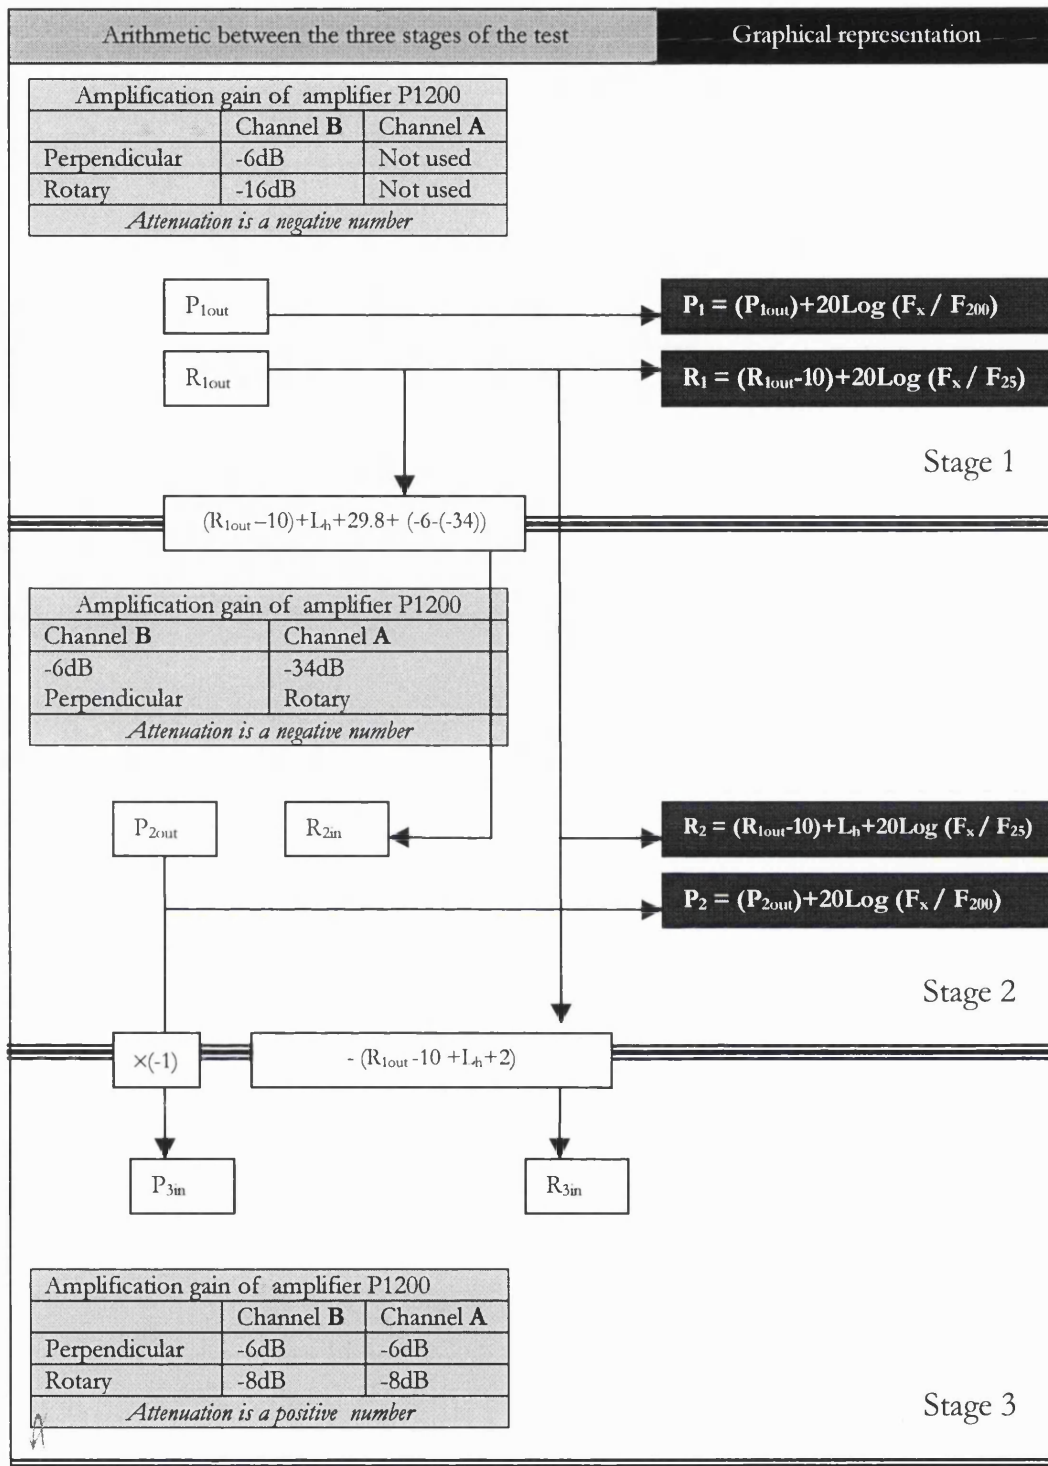 Arithmetic between the three stages of the test
Graphical representation
Amplification gain of amplifier P1200
Channel B Channel A
Perpendicular -6dB Not used
Rotary -16dB Not used
Attenuation is a negative number
P1out
P1 = (P1out)+20Log (Fx / F200)
R1out
R1 = (R1out-10)+20Log (Fx / F25)
Stage 1
(R1out –10)+Lh+29.8+ (-6-(-34))
Amplification gain of amplifier P1200
Channel B Channel A
-6dB -34dB
Perpendicular Rotary
Attenuation is a negative number
P2out
R2in
R2 = (R1out-10)+Lh+20Log (Fx / F25)
P2 = (P2out)+20Log (Fx / F200)
Stage 2
×(-1)
- (R1out -10 +Lh+2)
P3in
R3in
Amplification gain of amplifier P1200
Channel B Channel A
Perpendicular -6dB -6dB
Rotary -8dB -8dB
Attenuation is a positive number
Stage 3